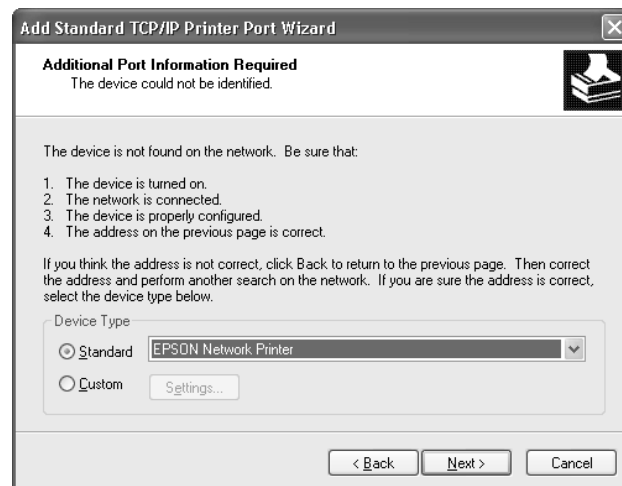 Add Standard TCP/IP Printer Port Wizard
Additional Port Information Required
The device could not be identified.
The device is not found on the network.  Be sure that:
1.  The device is turned on.
2.  The network is connected.
3.  The device is properly configured.
4.  The address on the previous page is correct.
If you think the address is not correct, click Back to return to the previous page.  Then correct
the address and perform another search on the network.  If you are sure the address is correct,
select the device type below.
Device Type
Standard EPSON Network Printer
Custom Settings...
< Back Next > Cancel